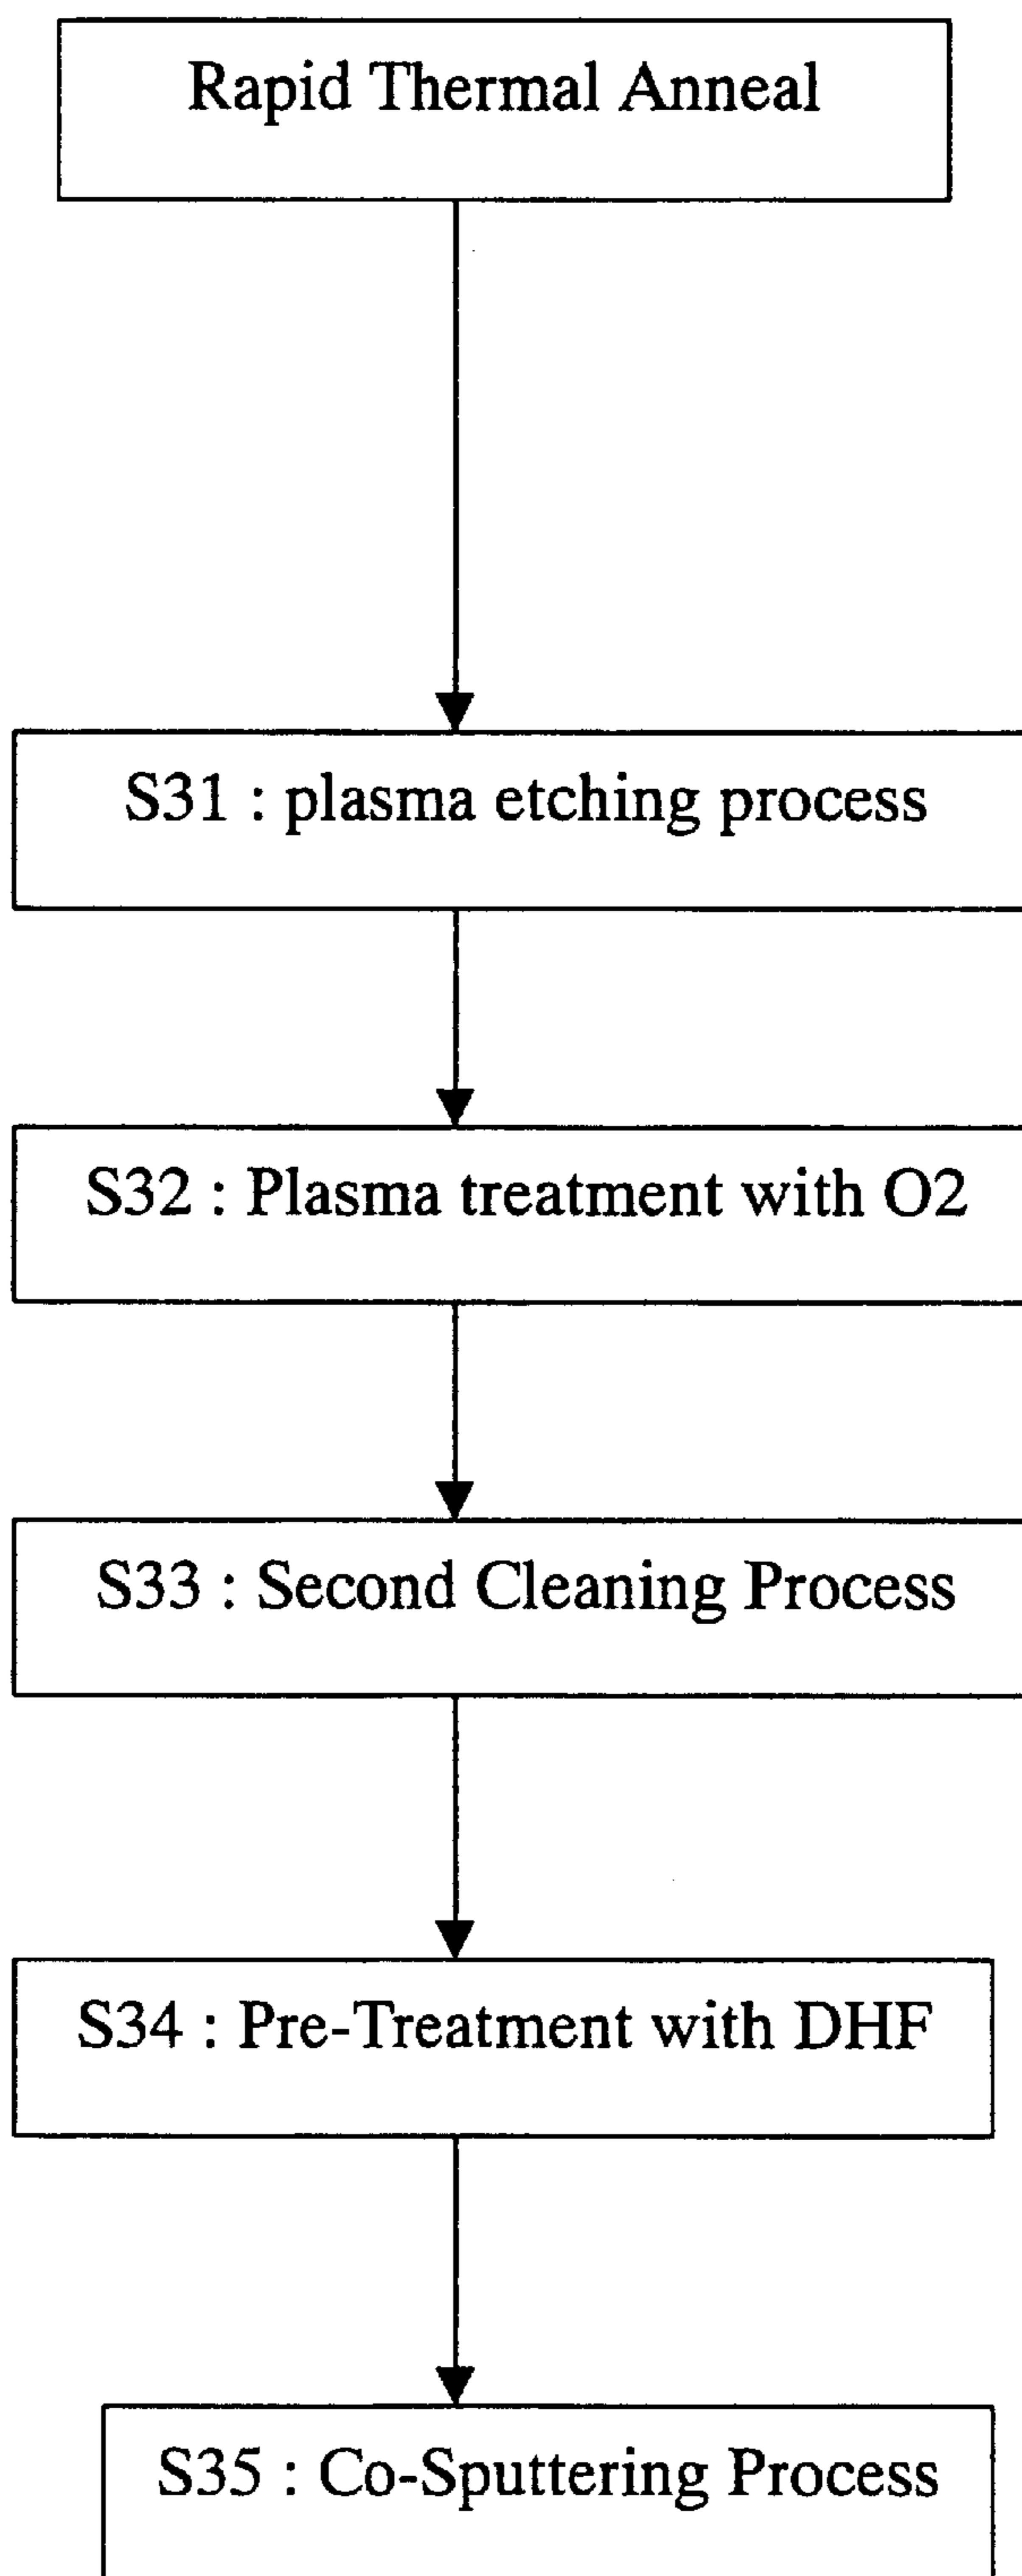 Rapid Thermal Anneal
S31 : plasma etching process
S32 : Plasma treatment with O2
S33 : Second Cleaning Process
S34 : Pre-Treatment with DHF
S35 : Co-Sputtering Process